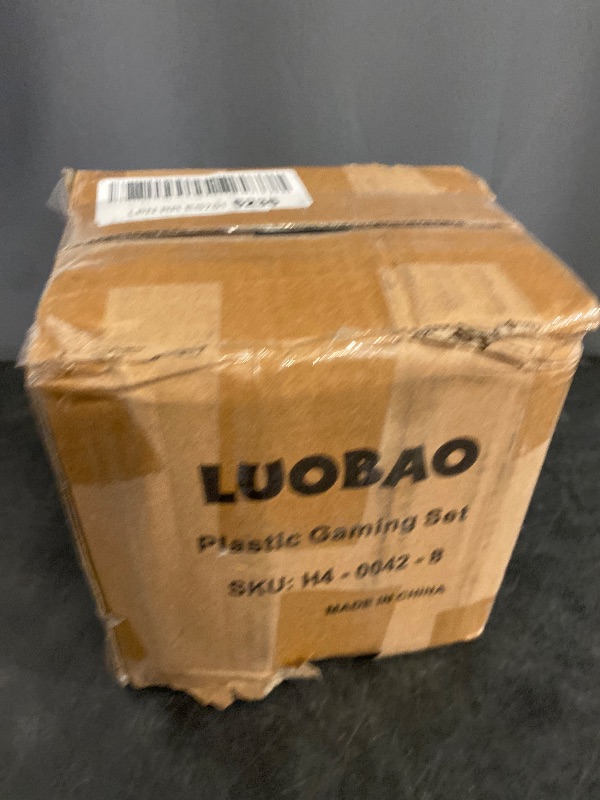 LUOBAO
Plastic Gaming Set
SKU: H4 - 0042 - 8
MADE IN CHINA